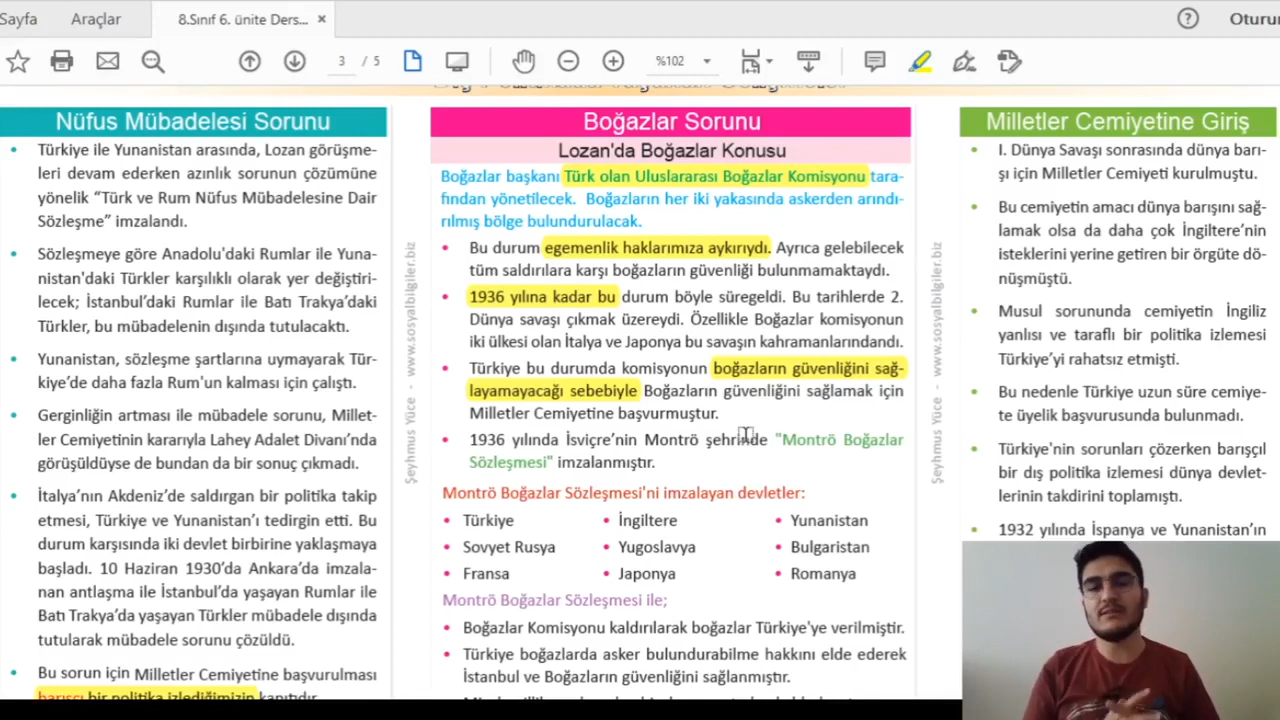 Sayfa
Araçlar
8.Sınıf 6. ünite Ders...
Oturun
3 / 5
%102
Nüfus Mübadelesi Sorunu
Türkiye ile Yunanistan arasında, Lozan görüşme-
leri devam ederken azınlık sorunun çözümüne
yönelik “Türk ve Rum Nüfus Mübadelesine Dair
Sözleşme” imzalandı.
Sözleşmeye göre Anadolu'daki Rumlar ile Yuna-
nistan'daki Türkler karşılıklı olarak yer değiştiri-
lecek; İstanbul’daki Rumlar ile Batı Trakya’daki
Türkler, bu mübadelenin dışında tutulacaktı.
Yunanistan, sözleşme şartlarına uymayarak Tür-
kiye’de daha fazla Rum'un kalması için çalıştı.
Gerginliğin artması ile mübadele sorunu, Millet-
ler Cemiyetinin kararıyla Lahey Adalet Divanı’nda
görüşüldüyse de bundan da bir sonuç çıkmadı.
İtalya’nın Akdeniz’de saldırgan bir politika takip
etmesi, Türkiye ve Yunanistan’ı tedirgin etti. Bu
durum karşısında iki devlet birbirine yaklaşmaya
başladı. 10 Haziran 1930’da Ankara’da imzala-
nan antlaşma ile İstanbul’da yaşayan Rumlar ile
Batı Trakya’da yaşayan Türkler mübadele dışında
tutularak mübadele sorunu çözüldü.
Bu sorun için Milletler Cemiyetine başvurulması
barışçı bir politika izlediğimizin kanıtıdır.
Şeyhmus Yüce - www.sosyalbilgiler.biz
Boğazlar Sorunu
Lozan'da Boğazlar Konusu
Boğazlar başkanı Türk olan Uluslararası Boğazlar Komisyonu tara-
fından yönetilecek. Boğazların her iki yakasında askerden arındı-
rılmış bölge bulundurulacak.
Bu durum egemenlik haklarımıza aykırıydı. Ayrıca gelebilecek
tüm saldırılara karşı boğazların güvenliği bulunmamaktaydı.
1936 yılına kadar bu durum böyle süregeldi. Bu tarihlerde 2.
Dünya savaşı çıkmak üzereydi. Özellikle Boğazlar komisyonun
iki ülkesi olan İtalya ve Japonya bu savaşın kahramanlarındandı.
Türkiye bu durumda komisyonun boğazların güvenliğini sağ-
layamayacağı sebebiyle Boğazların güvenliğini sağlamak için
Milletler Cemiyetine başvurmuştur.
1936 yılında İsviçre’nin Montrö şehrinde "Montrö Boğazlar
Sözleşmesi" imzalanmıştır.
Montrö Boğazlar Sözleşmesi'ni imzalayan devletler:
Türkiye
İngiltere
Yunanistan
Sovyet Rusya
Yugoslavya
Bulgaristan
Fransa
Japonya
Romanya
Montrö Boğazlar Sözleşmesi ile;
Boğazlar Komisyonu kaldırılarak boğazlar Türkiye'ye verilmiştir.
Türkiye boğazlarda asker bulundurabilme hakkını elde ederek
İstanbul ve Boğazların güvenliğini sağlanmıştır.
Şeyhmus Yüce - www.sosyalbilgiler.biz
Milletler Cemiyetine Giriş
I. Dünya Savaşı sonrasında dünya barı-
şı için Milletler Cemiyeti kurulmuştu.
Bu cemiyetin amacı dünya barışını sağ-
lamak olsa da daha çok İngiltere’nin
isteklerini yerine getiren bir örgüte dö-
nüşmüştü.
Musul sorununda cemiyetin İngiliz
yanlısı ve taraflı bir politika izlemesi
Türkiye’yi rahatsız etmişti.
Bu nedenle Türkiye uzun süre cemiye-
te üyelik başvurusunda bulunmadı.
Türkiye'nin sorunları çözerken barışçıl
bir dış politika izlemesi dünya devlet-
lerinin takdirini toplamıştı.
1932 yılında İspanya ve Yunanistan’ın